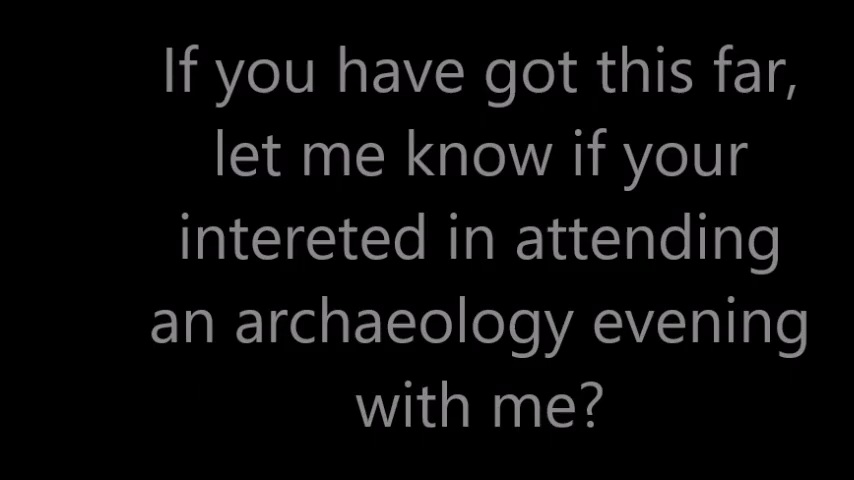 If you have got this far,
let me know if your
intereted in attending
an archaeology evening
with me?